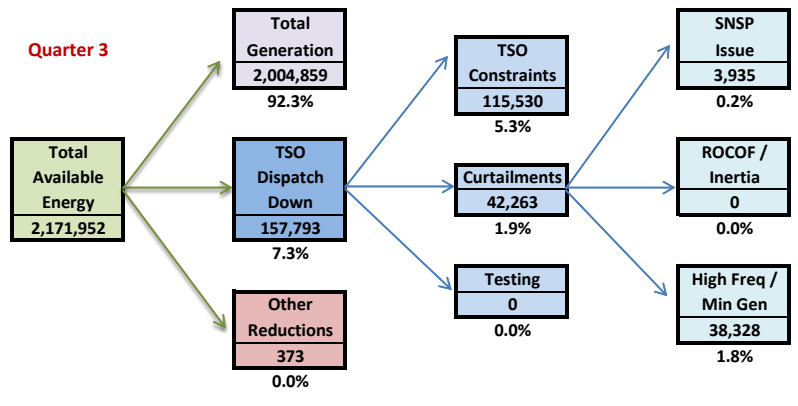 Quarter 3
Total
Available
Energy
2,171,952
Total
Generation
2,004,859
92.3%
TSO
Dispatch
Down
157,793
7.3%
Other
Reductions
373
0.0%
TSO
Constraints
115,530
5.3%
Curtailments
42,263
1.9%
Testing
0
0.0%
SNSP
Issue
3,935
0.2%
ROCOF /
Inertia
0
0.0%
High Freq /
Min Gen
38,328
1.8%